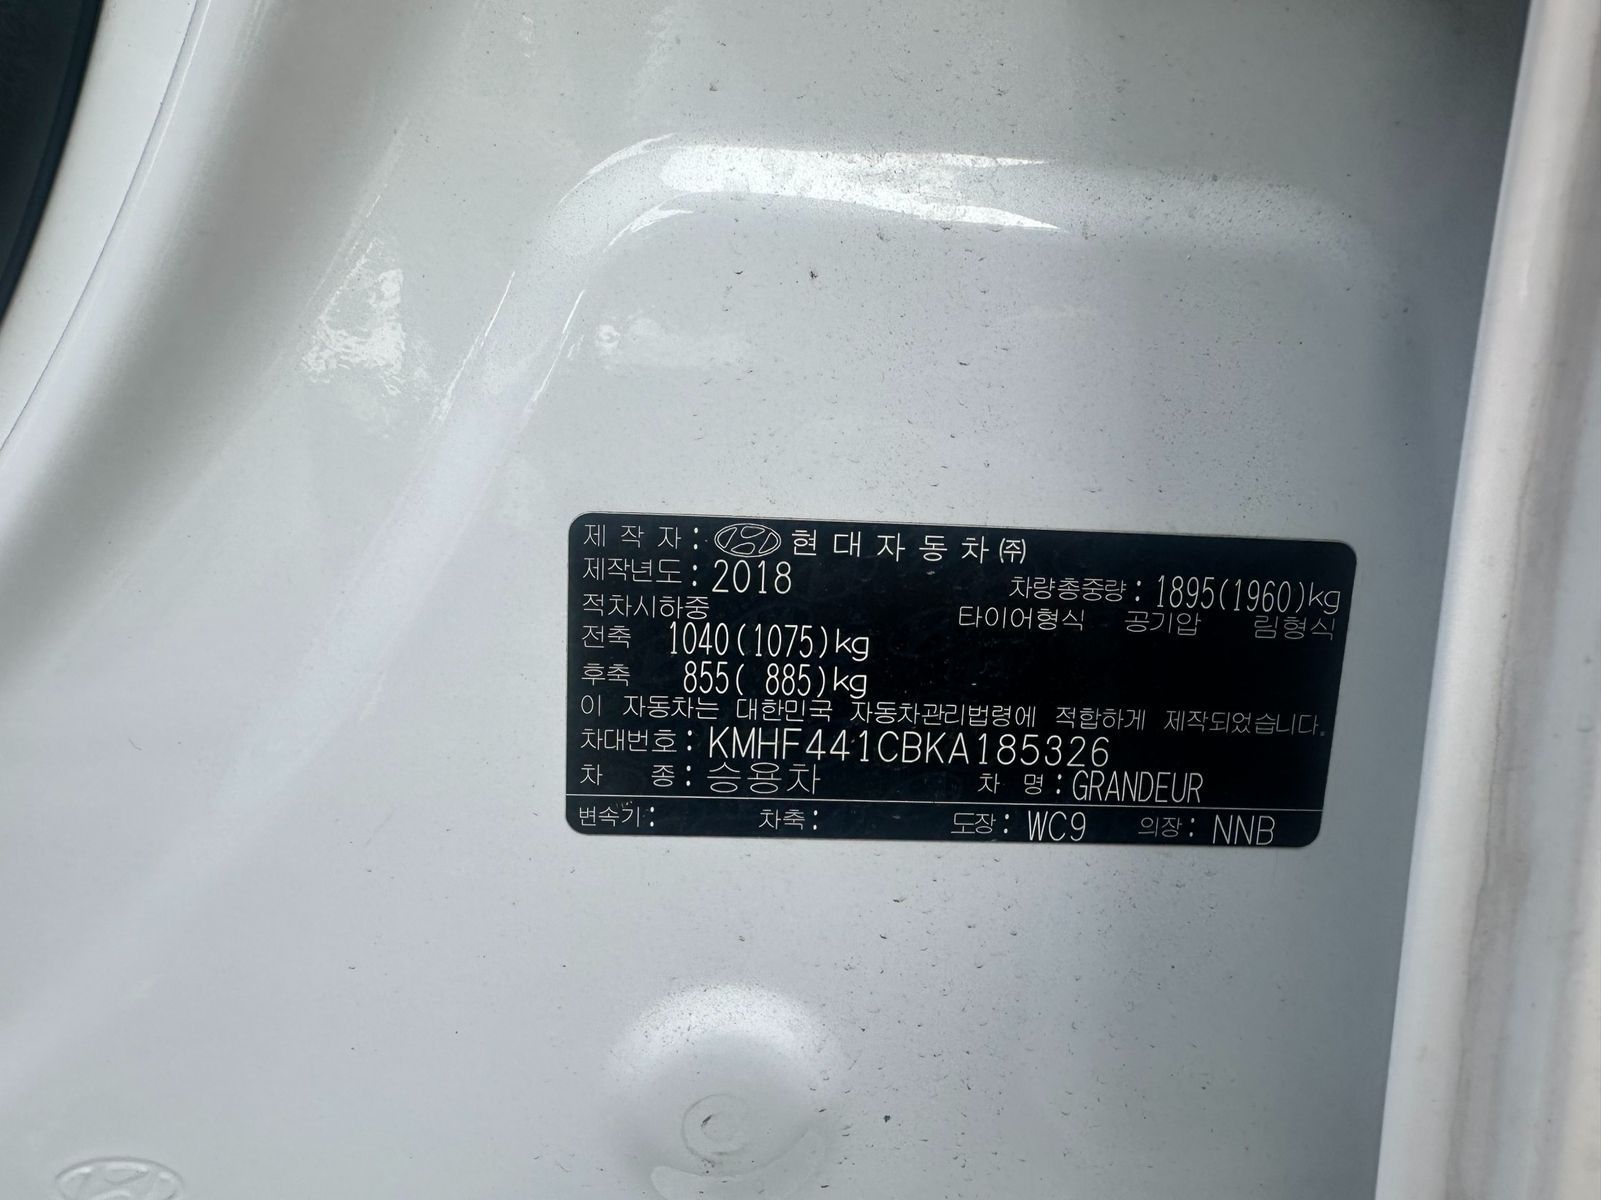 제 작 자 : 현 대 자 동 차 ㈜
제작년도 : 2018
차량총중량 : 1895(1960)kg
적차시하중
타이어형식 공기압 림형식
전축 1040(1075)kg
후축 855( 885)kg
이 자동차는 대한민국 자동차관리법령에 적합하게 제작되었습니다.
차대번호 : KMHF441CBKA185326
차 종 : 승용차 차 명 : GRANDEUR
변속기 : 차축 : 도장 : WC9 의장 : NNB